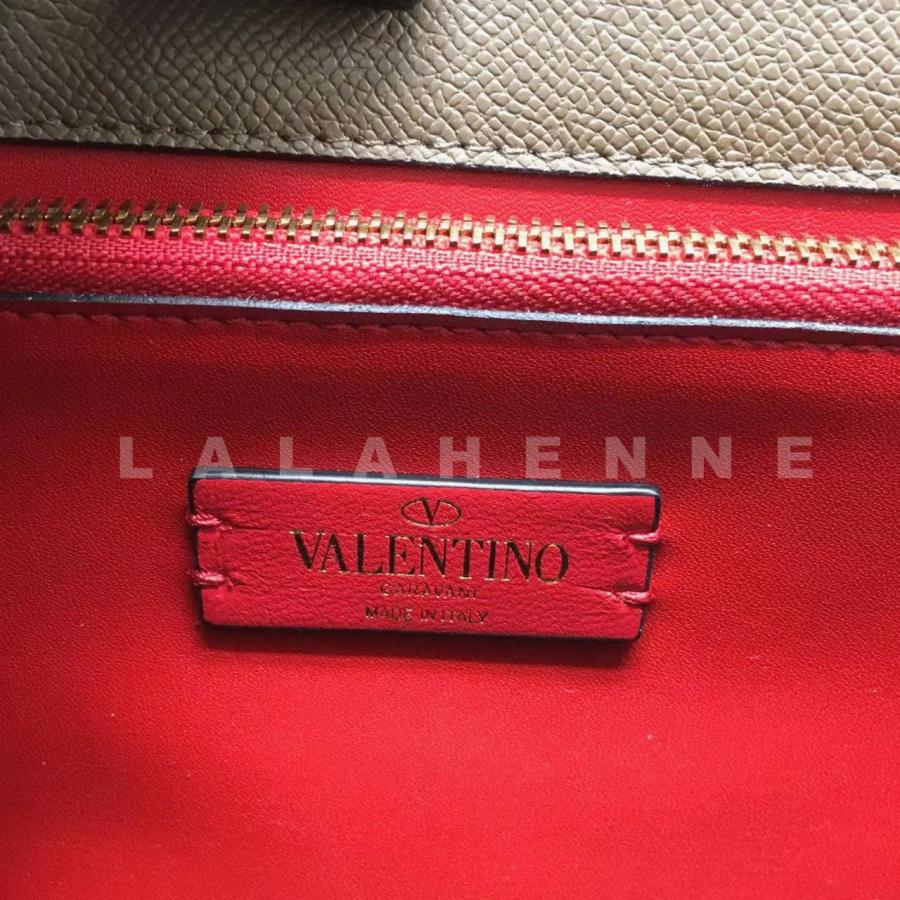 LALAHENNE
V
VALENTINO
GARAVANI
MADE IN ITALY